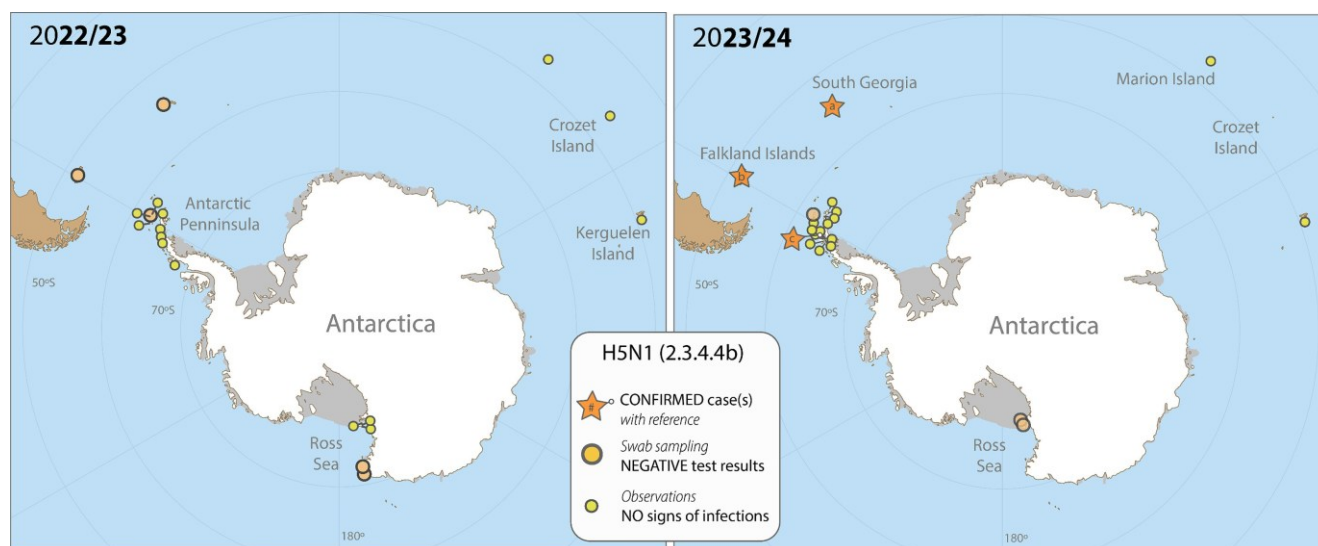 2022/23
Crozet
Island
Antarctic
Penninsula
Kerguelen
Island
50ºS
70ºS
Antarctica
Ross
Sea
180º
2023/24
South Georgia
a
Marion Island
Crozet
Island
Falkland Islands
b
c
50ºS
70ºS
Antarctica
Ross
Sea
180º
H5N1 (2.3.4.4b)
#
CONFIRMED case(s)
with reference
Swab sampling
NEGATIVE test results
Observations
NO signs of infections